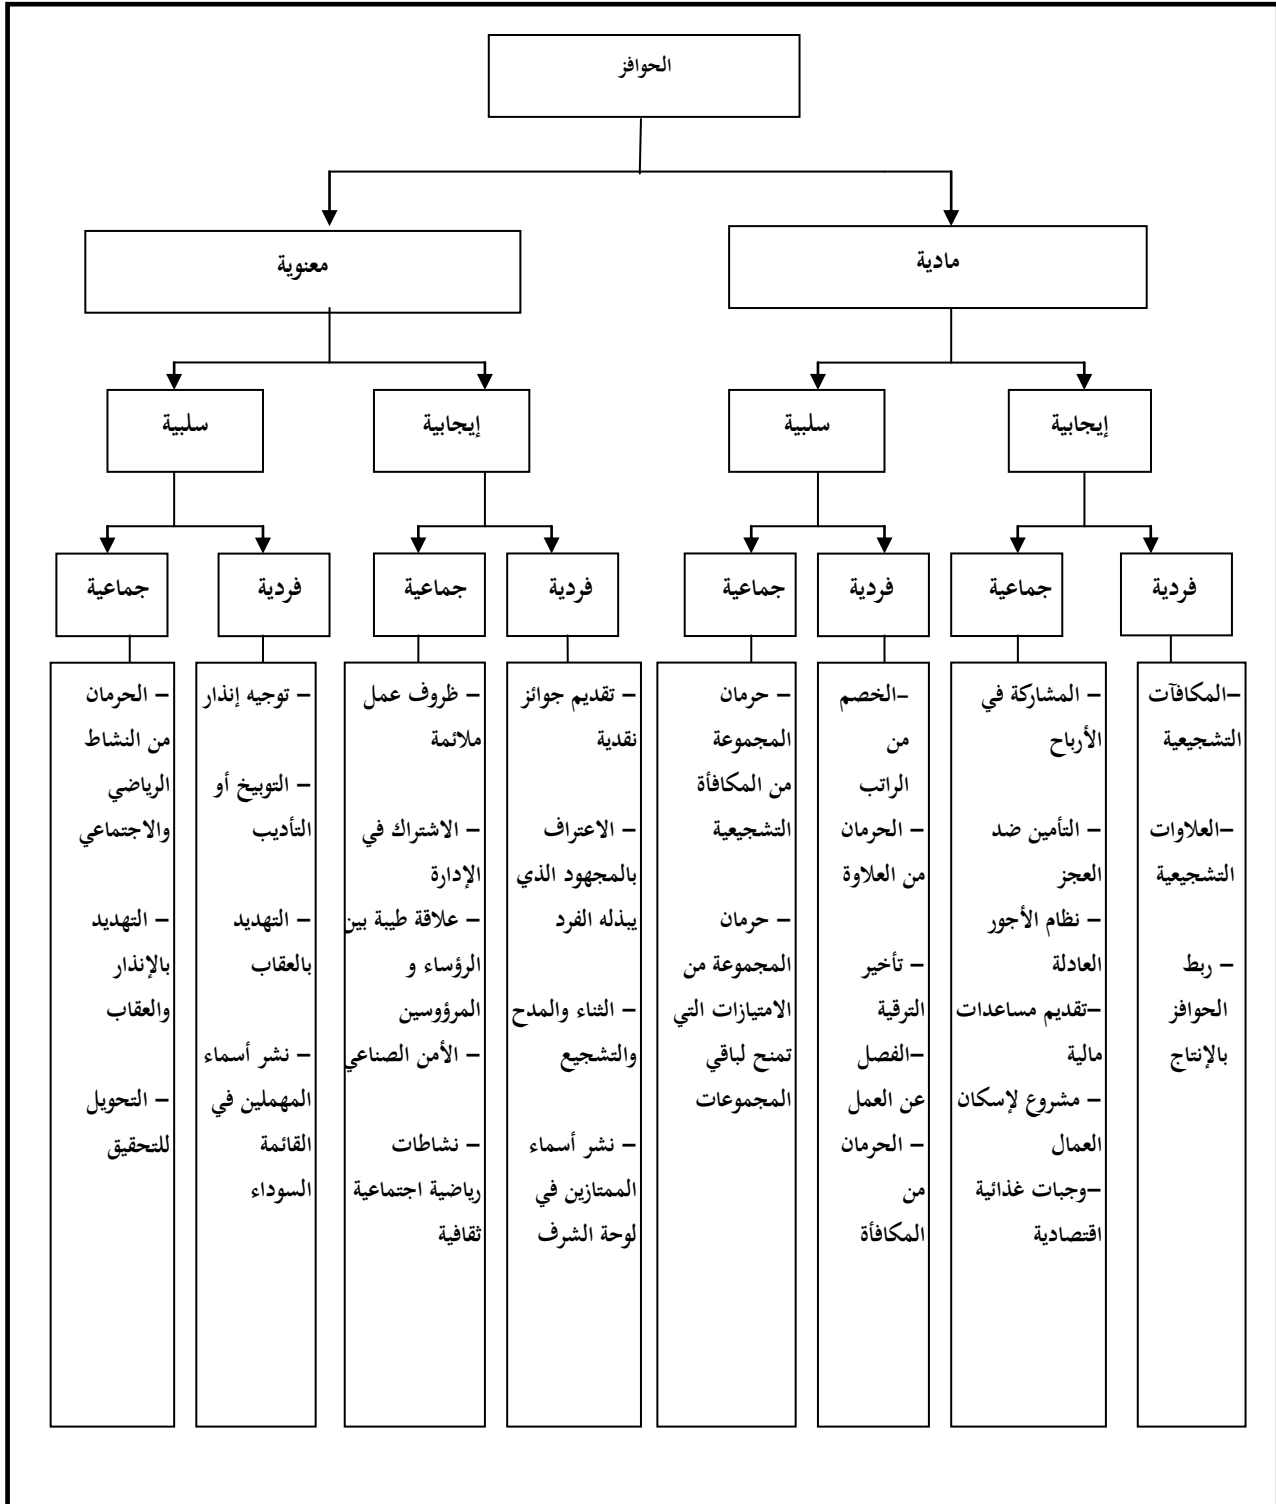 الحوافز
مادية
معنوية
إيجابية
سلبية
إيجابية
سلبية
فردية
جماعية
فردية
جماعية
فردية
جماعية
فردية
جماعية
–المكافآت
التشجيعية
–العلاوات
التشجيعية
– ربط
الحوافز
بالإنتاج
– المشاركة في
الأرباح
– التأمين ضد
العجز
– نظام الأجور
العادلة
–تقديم مساعدات
مالية
– مشروع لإسكان
العمال
–وجبات غذائية
اقتصادية
–الخصم
من
الراتب
– الحرمان
من العلاوة
– تأخير
الترقية
–الفصل
عن العمل
– الحرمان
من
المكافأة
– حرمان
المجموعة
من المكافأة
التشجيعية
– حرمان
المجموعة من
الامتيازات التي
تمنح لباقي
المجموعات
– تقديم جوائز
نقدية
– الاعتراف
بالمجهود الذي
يبذله الفرد
– الثناء والمدح
والتشجيع
– نشر أسماء
الممتازين في
لوحة الشرف
– ظروف عمل
ملائمة
– الاشتراك في
الإدارة
– علاقة طيبة بين
الرؤساء و
المرؤوسين
– الأمن الصناعي
– نشاطات
رياضية اجتماعية
ثقافية
– توجيه إنذار
– التوبيخ أو
التأديب
– التهديد
بالعقاب
– نشر أسماء
المهملين في
القائمة
السوداء
– الحرمان
من النشاط
الرياضي
والاجتماعي
– التهديد
بالإنذار
والعقاب
– التحويل
للتحقيق